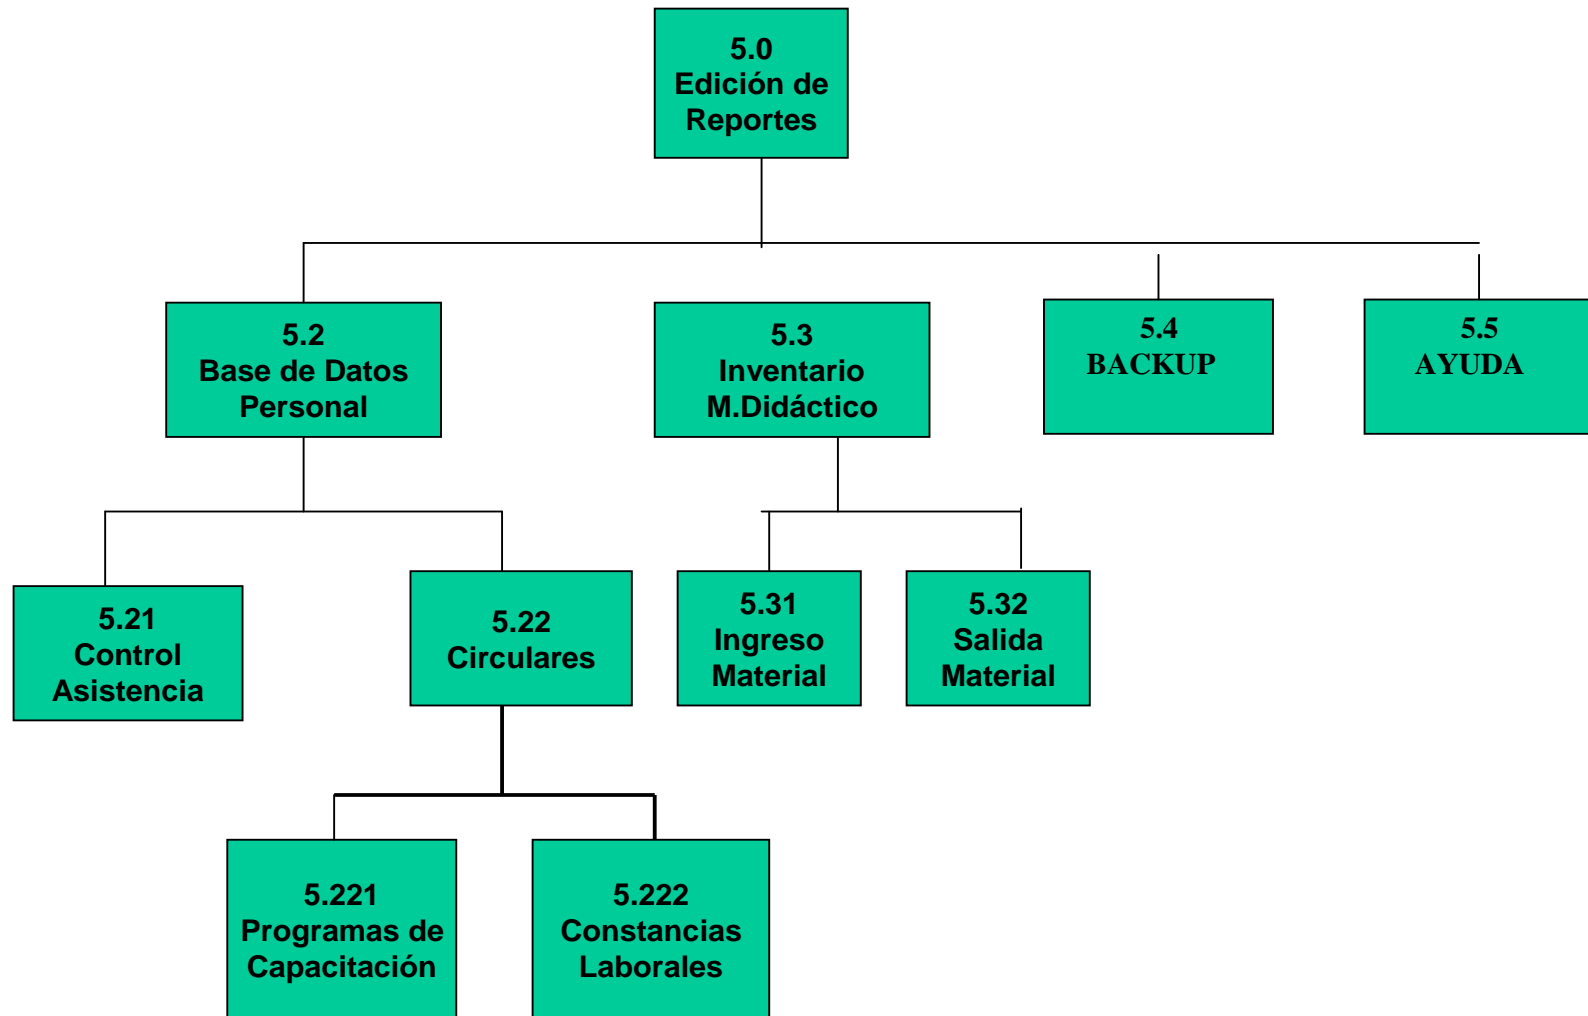 5.0
Edición de
Reportes
5.2
Base de Datos
Personal
5.3
Inventario
M.Didáctico
5.4
BACKUP
5.5
AYUDA
5.21
Control
Asistencia
5.22
Circulares
5.31
Ingreso
Material
5.32
Salida
Material
5.221
Programas de
Capacitación
5.222
Constancias
Laborales